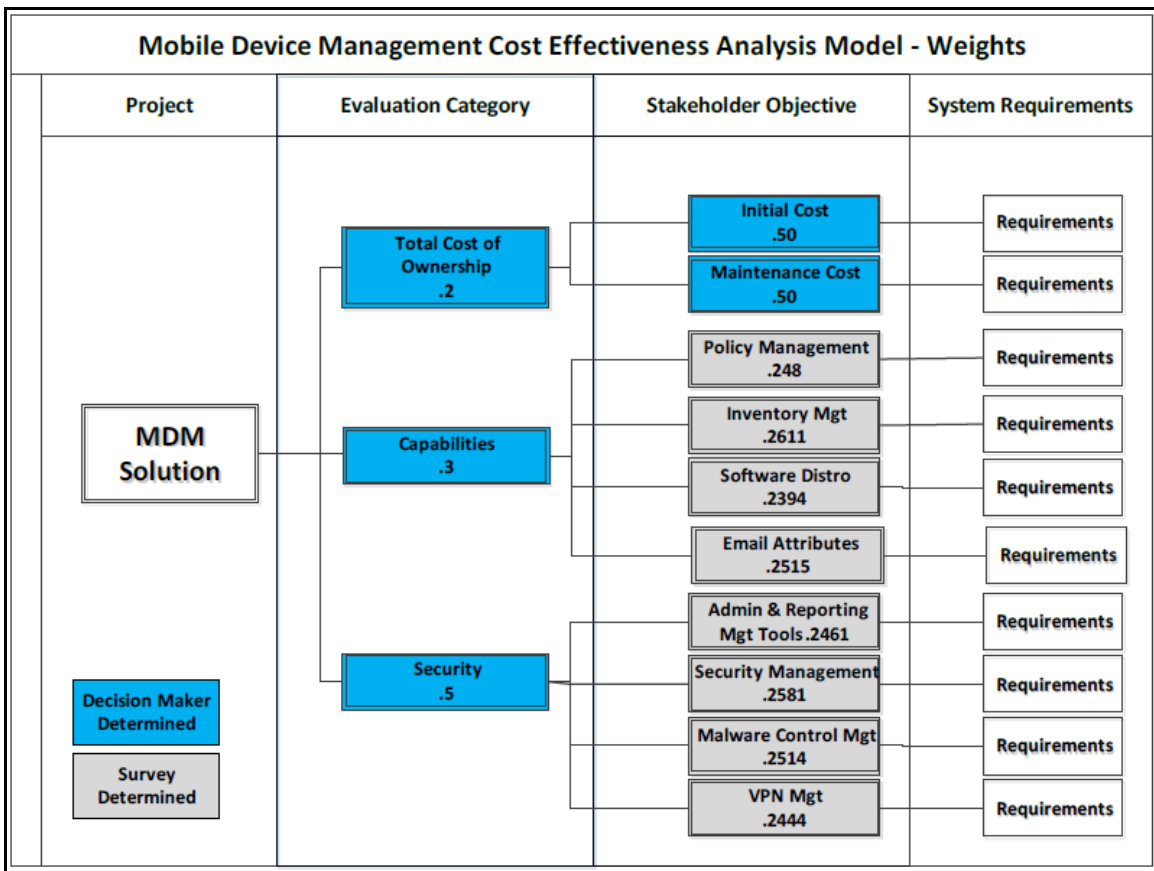 Mobile Device Management Cost Effectiveness Analysis Model - Weights
Project
Evaluation Category
Stakeholder Objective
System Requirements
MDM
Solution
Total Cost of
Ownership
.2
Capabilities
.3
Security
.5
Initial Cost
.50
Maintenance Cost
.50
Policy Management
.248
Inventory Mgt
.2611
Software Distro
.2394
Email Attributes
.2515
Admin & Reporting
Mgt Tools.2461
Security Management
.2581
Malware Control Mgt
.2514
VPN Mgt
.2444
Requirements
Requirements
Requirements
Requirements
Requirements
Requirements
Requirements
Requirements
Requirements
Requirements
Decision Maker
Determined
Survey
Determined